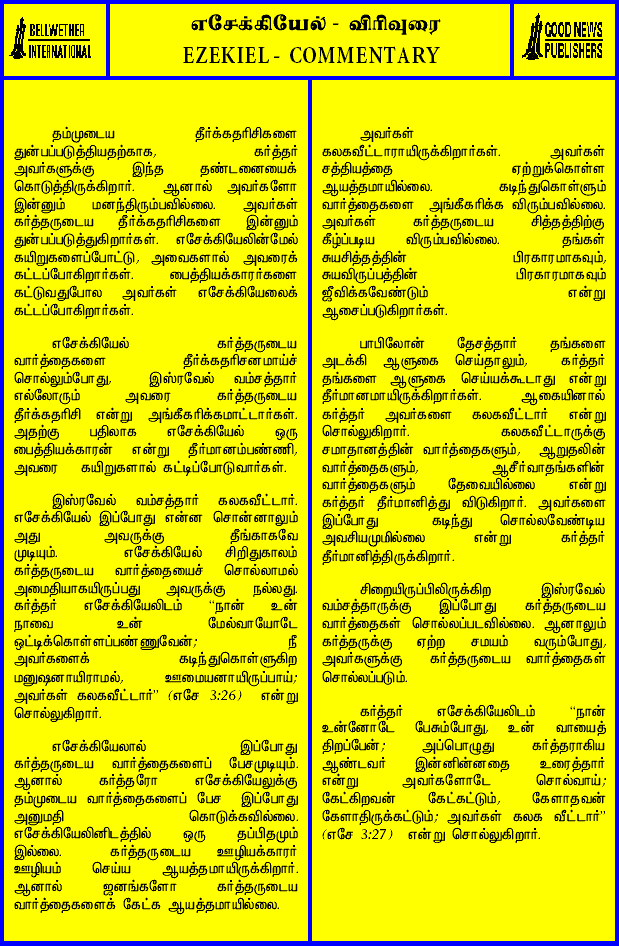 BELLWETHER
INTERNATIONAL
எசேக்கியேல் - விரிவுரை
EZEKIEL - COMMENTARY
GOOD NEWS
PUBLISHERS
தம்முடைய தீர்க்கதரிசிகளை
துன்பப்படுத்தியதற்காக, கர்த்தர்
அவர்களுக்கு இந்த தண்டனையைக்
கொடுத்திருக்கிறார். ஆனால் அவர்களோ
இன்னும் மனந்திரும்பவில்லை. அவர்கள்
கர்த்தருடைய தீர்க்கதரிசிகளை இன்னும்
துன்பப்படுத்துகிறார்கள். எசேக்கியேலின்மேல்
கயிறுகளைப்போட்டு, அவைகளால் அவரைக்
கட்டப்போகிறார்கள். பைத்தியக்காரர்களை
கட்டுவதுபோல அவர்கள் எசேக்கியேலைக்
கட்டப்போகிறார்கள்.
எசேக்கியேல் கர்த்தருடைய
வார்த்தைகளை தீர்க்கதரிசனமாய்ச்
சொல்லும்போது, இஸ்ரவேல் வம்சத்தார்
எல்லோரும் அவரை கர்த்தருடைய
தீர்க்கதரிசி என்று அங்கீகரிக்கமாட்டார்கள்.
அதற்கு பதிலாக எசேக்கியேல் ஒரு
பைத்தியக்காரன் என்று தீர்மானம்பண்ணி,
அவரை கயிறுகளால் கட்டிப்போடுவார்கள்.
இஸ்ரவேல் வம்சத்தார் கலகவீட்டார்.
எசேக்கியேல் இப்போது என்ன சொன்னாலும்
அது அவருக்கு தீங்காகவே
முடியும். எசேக்கியேல் சிறிதுகாலம்
கர்த்தருடைய வார்த்தையைச் சொல்லாமல்
அமைதியாகயிருப்பது அவருக்கு நல்லது.
கர்த்தர் எசேக்கியேலிடம் “நான் உன்
நாவை உன் மேல்வாயோடே
ஒட்டிக்கொள்ளப்பண்ணுவேன்; நீ
அவர்களைக் கடிந்துகொள்ளுகிற
மனுஷனாயிராமல், ஊமையனாயிருப்பாய்;
அவர்கள் கலகவீட்டார்” (எசே 3:26) என்று
சொல்லுகிறார்.
எசேக்கியேலால் இப்போது
கர்த்தருடைய வார்த்தைகளைப் பேசமுடியும்.
ஆனால் கர்த்தரோ எசேக்கியேலுக்கு
தம்முடைய வார்த்தைகளைப் பேச இப்போது
அனுமதி கொடுக்கவில்லை.
எசேக்கியேலினிடத்தில் ஒரு தப்பிதமும்
இல்லை. கர்த்தருடைய ஊழியக்காரர்
ஊழியம் செய்ய ஆயத்தமாயிருக்கிறார்.
ஆனால் ஜனங்களோ கர்த்தருடைய
வார்த்தைகளைக் கேட்க ஆயத்தமாயில்லை.
அவர்கள்
கலகவீட்டாராயிருக்கிறார்கள். அவர்கள்
சத்தியத்தை ஏற்றுக்கொள்ள
ஆயத்தமாயில்லை. கடிந்துகொள்ளும்
வார்த்தைகளை அங்கீகரிக்க விரும்பவில்லை.
அவர்கள் கர்த்தருடைய சித்தத்திற்கு
கீழ்ப்படிய விரும்பவில்லை. தங்கள்
சுயசித்தத்தின் பிரகாரமாகவும்,
சுயவிருப்பத்தின் பிரகாரமாகவும்
ஜீவிக்கவேண்டும் என்று
ஆசைப்படுகிறார்கள்.
பாபிலோன் தேசத்தார் தங்களை
அடக்கி ஆளுகை செய்தாலும், கர்த்தர்
தங்களை ஆளுகை செய்யக்கூடாது என்று
தீர்மானமாயிருக்கிறார்கள். ஆகையினால்
கர்த்தர் அவர்களை கலகவீட்டார் என்று
சொல்லுகிறார். கலகவீட்டாருக்கு
சமாதானத்தின் வார்த்தைகளும், ஆறுதலின்
வார்த்தைகளும், ஆசீர்வாதங்களின்
வார்த்தைகளும் தேவையில்லை என்று
கர்த்தர் தீர்மானித்து விடுகிறார். அவர்களை
இப்போது கடிந்து சொல்லவேண்டிய
அவசியமுமில்லை என்று கர்த்தர்
தீர்மானித்திருக்கிறார்.
சிறையிருப்பிலிருக்கிற இஸ்ரவேல்
வம்சத்தாருக்கு இப்போது கர்த்தருடைய
வார்த்தைகள் சொல்லப்படவில்லை. ஆனாலும்
கர்த்தருக்கு ஏற்ற சமயம் வரும்போது,
அவர்களுக்கு கர்த்தருடைய வார்த்தைகள்
சொல்லப்படும்.
கர்த்தர் எசேக்கியேலிடம் “நான்
உன்னோடே பேசும்போது, உன் வாயைத்
திறப்பேன்; அப்பொழுது கர்த்தராகிய
ஆண்டவர் இன்னின்னதை உரைத்தார்
என்று அவர்களோடே சொல்வாய்;
கேட்கிறவன் கேட்கட்டும், கேளாதவன்
கேளாதிருக்கட்டும்; அவர்கள் கலக வீட்டார்”
(எசே 3:27) என்று சொல்லுகிறார்.